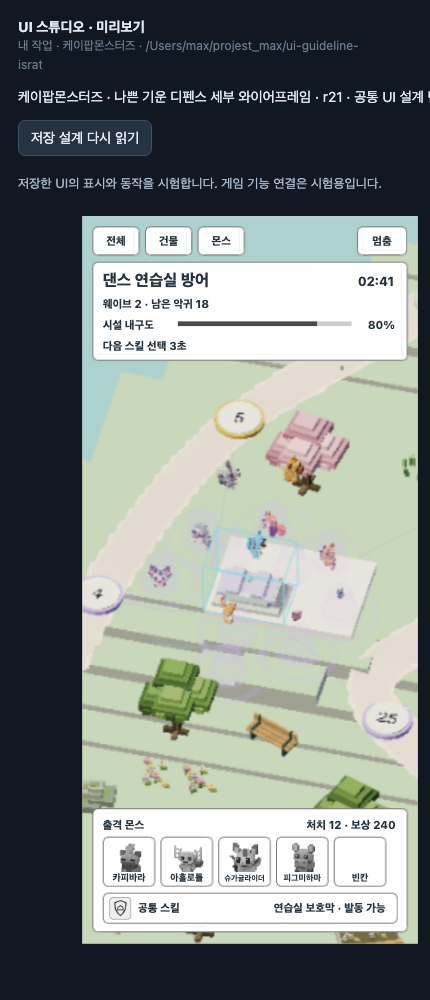 UI 스튜디오 · 미리보기
내 작업 · 케이팝몬스터즈 · /Users/max/projest_max/ui-guideline-
israt
케이팝몬스터즈 · 나쁜 기운 디펜스 세부 와이어프레임 · r21 · 공통 UI 설계
저장 설계 다시 읽기
저장한 UI의 표시와 동작을 시험합니다. 게임 기능 연결은 시험용입니다.
전체 건물 몬스 멈춤
댄스 연습실 방어 02:41
웨이브 2 · 남은 악귀 18
시설 내구도 80%
다음 스킬 선택 3초
5
4
25
출격 몬스 처치 12 · 보상 240
카피바라 아홀로틀 슈가글라이더 피그미하마 빈칸
공통 스킬 연습실 보호막 · 발동 가능